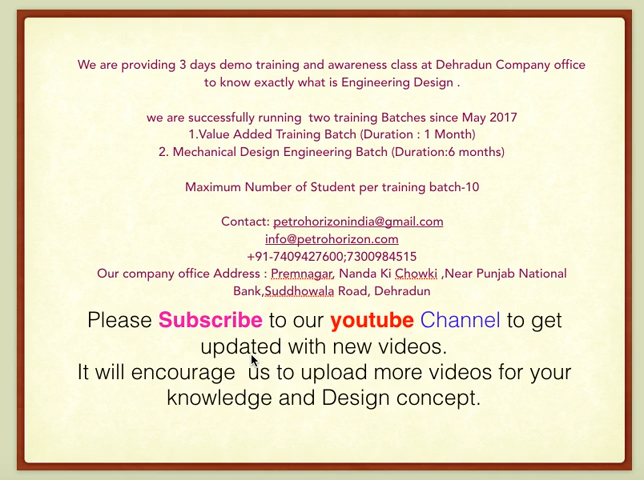 We are providing 3 days demo training and awareness class at Dehradun Company office
to know exactly what is Engineering Design .
we are successfully running  two training Batches since May 2017
1.Value Added Training Batch (Duration : 1 Month)
2. Mechanical Design Engineering Batch (Duration:6 months)
Maximum Number of Student per training batch-10
Contact: petrohorizonindia@gmail.com
info@petrohorizon.com
+91-7409427600;7300984515
Our company office Address : Premnagar, Nanda Ki Chowki ,Near Punjab National
Bank,Suddhowala Road, Dehradun
Please Subscribe to our youtube Channel to get
updated with new videos.
It will encourage  us to upload more videos for your
knowledge and Design concept.